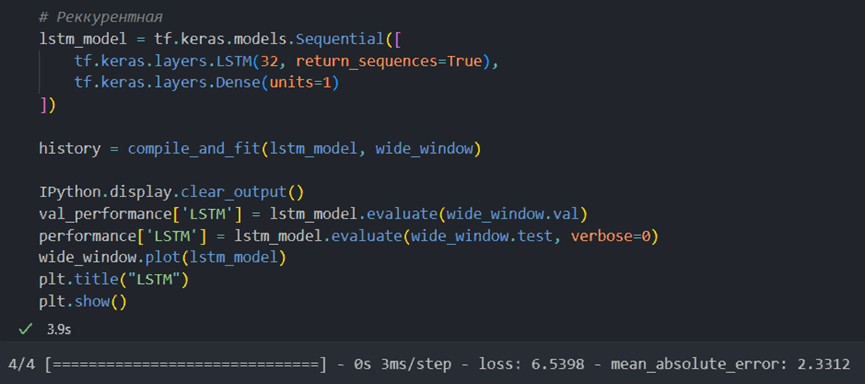 # Реккурентная
lstm_model = tf.keras.models.Sequential([
    tf.keras.layers.LSTM(32, return_sequences=True),
    tf.keras.layers.Dense(units=1)
])

history = compile_and_fit(lstm_model, wide_window)

IPython.display.clear_output()
val_performance['LSTM'] = lstm_model.evaluate(wide_window.val)
performance['LSTM'] = lstm_model.evaluate(wide_window.test, verbose=0)
wide_window.plot(lstm_model)
plt.title("LSTM")
plt.show()
3.9s
4/4 [==============================] - 0s 3ms/step - loss: 6.5398 - mean_absolute_error: 2.3312